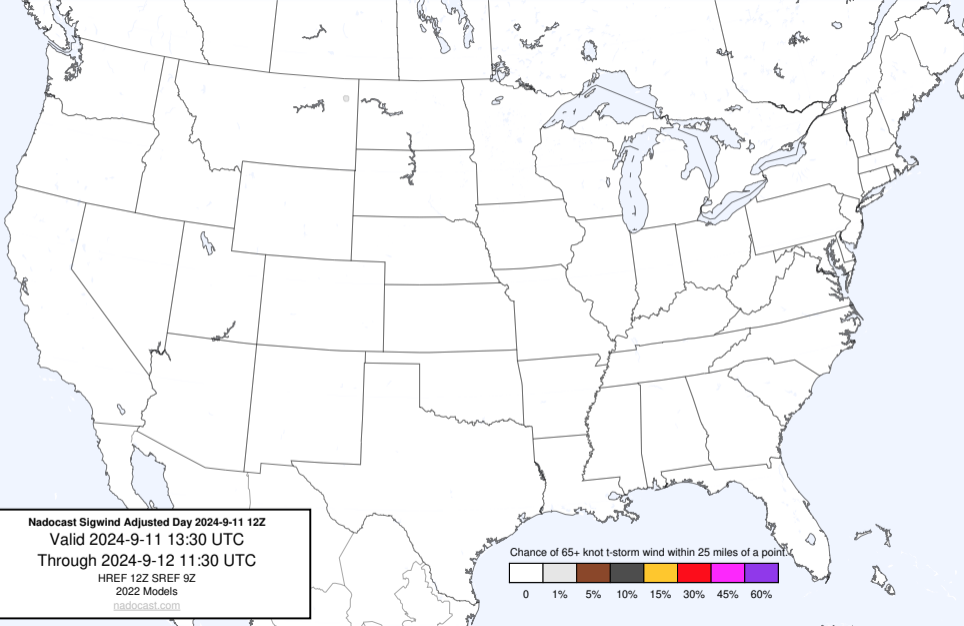 Nadocast Sigwind Adjusted Day 2024-9-11 12Z
Valid 2024-9-11 13:30 UTC
Through 2024-9-12 11:30 UTC
HREF 12Z SREF 9Z
2022 Models
nadocast.com
Chance of 65+ knot t-storm wind within 25 miles of a point.
0 1% 5% 10% 15% 30% 45% 60%